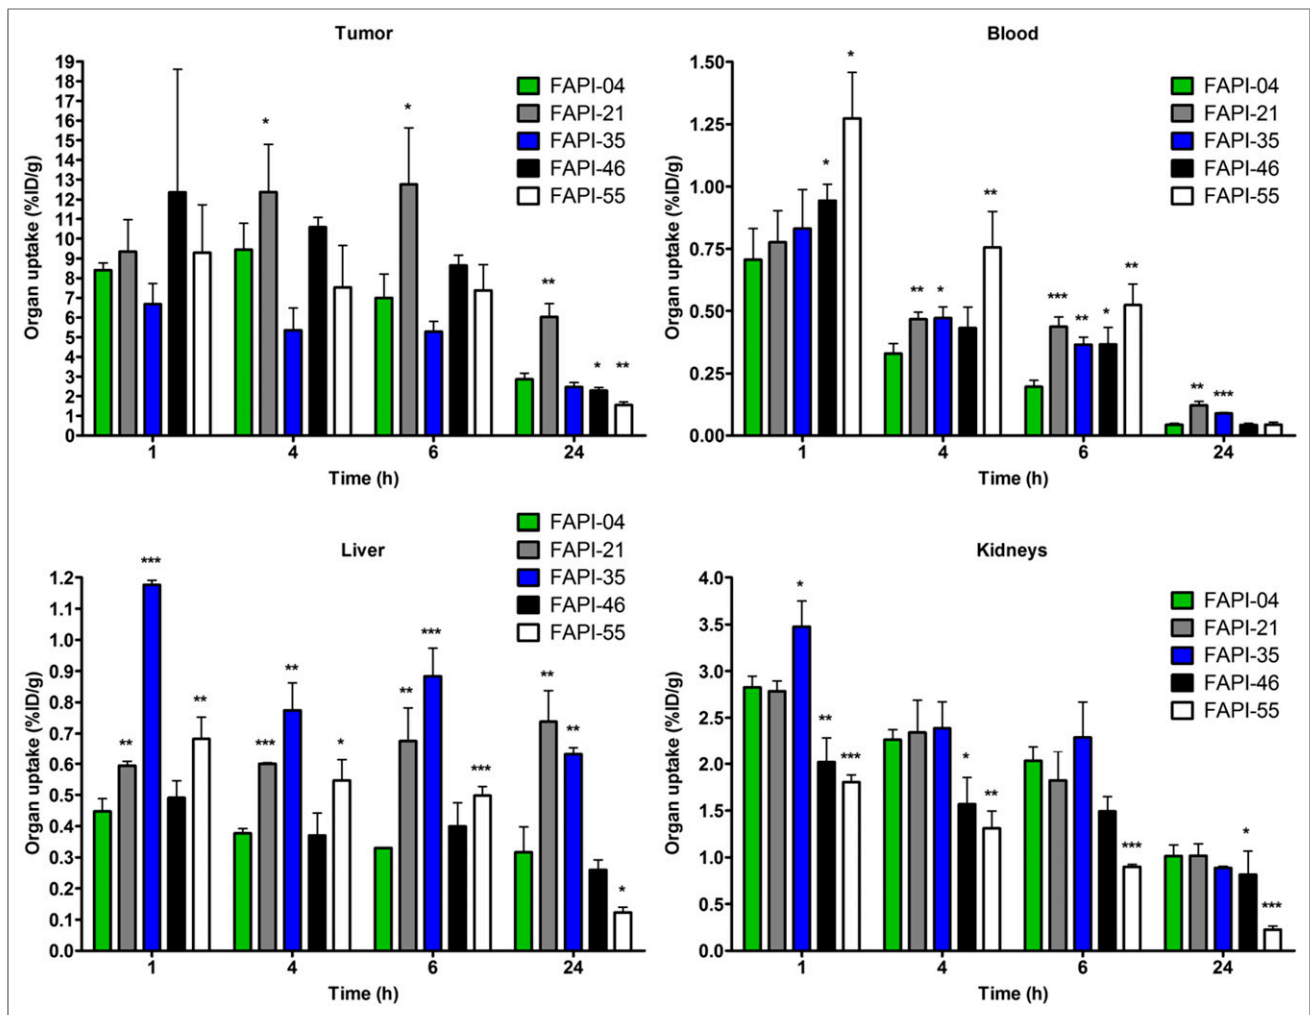 Tumor
Organ uptake (%ID/g)
19
18
17
16
15
14
13
12
11
10
9
8
7
6
5
4
3
2
1
0
* * ** * **
FAPI-04
FAPI-21
FAPI-35
FAPI-46
FAPI-55
1 4 6 24
Time (h)
Blood
Organ uptake (%ID/g)
1.50
1.25
1.00
0.75
0.50
0.25
0.00
* * ** * ** *** ** * ** ** ***
FAPI-04
FAPI-21
FAPI-35
FAPI-46
FAPI-55
1 4 6 24
Time (h)
Liver
Organ uptake (%ID/g)
1.2
1.1
1.0
0.9
0.8
0.7
0.6
0.5
0.4
0.3
0.2
0.1
0.0
** *** ** *** ** * ** *** *** ** ** *
FAPI-04
FAPI-21
FAPI-35
FAPI-46
FAPI-55
1 4 6 24
Time (h)
Kidneys
Organ uptake (%ID/g)
4.0
3.5
3.0
2.5
2.0
1.5
1.0
0.5
0.0
* ** *** * ** *** * ***
FAPI-04
FAPI-21
FAPI-35
FAPI-46
FAPI-55
1 4 6 24
Time (h)